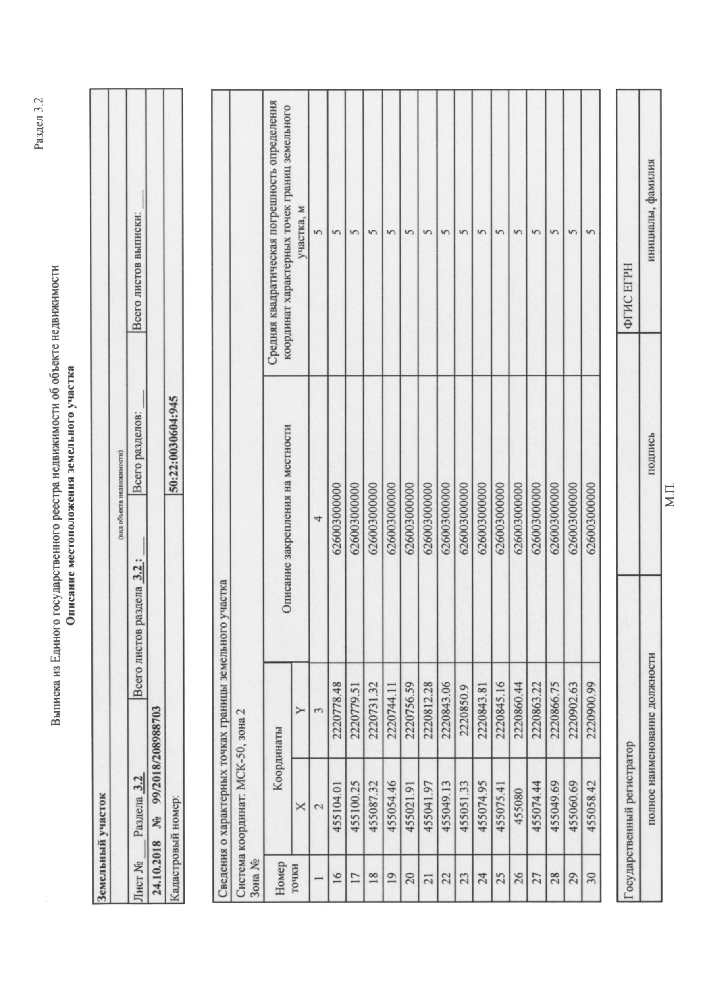 Раздел 3.2
Выписка из Единого государственного реестра недвижимости об объекте недвижимости
Описание местоположения земельного участка
Земельный участок
(вид объекта недвижимости)
Лист № ___ Раздела 3.2 Всего листов раздела 3.2 : ___ Всего разделов: ___ Всего листов выписки: ___
24.10.2018 № 99/2018/208988703
Кадастровый номер: 50:22:0030604:945
Сведения о характерных точках границы земельного участка
Система координат: МСК-50, зона 2
Зона №
Номер точки
Координаты
X Y
Описание закрепления на местности
Средняя квадратическая погрешность определения
координат характерных точек границ земельного
участка, м
1 2 3 4 5
16 455104.01 2220778.48 626003000000 5
17 455100.25 2220779.51 626003000000 5
18 455087.32 2220731.32 626003000000 5
19 455054.46 2220744.11 626003000000 5
20 455021.91 2220756.59 626003000000 5
21 455041.97 2220812.28 626003000000 5
22 455049.13 2220843.06 626003000000 5
23 455051.33 2220850.9 626003000000 5
24 455074.95 2220843.81 626003000000 5
25 455075.41 2220845.16 626003000000 5
26 455080 2220860.44 626003000000 5
27 455074.44 2220863.22 626003000000 5
28 455049.69 2220866.75 626003000000 5
29 455060.69 2220902.63 626003000000 5
30 455058.42 2220900.99 626003000000 5
Государственный регистратор ФГИС ЕГРН
полное наименование должности подпись инициалы, фамилия
М.П.